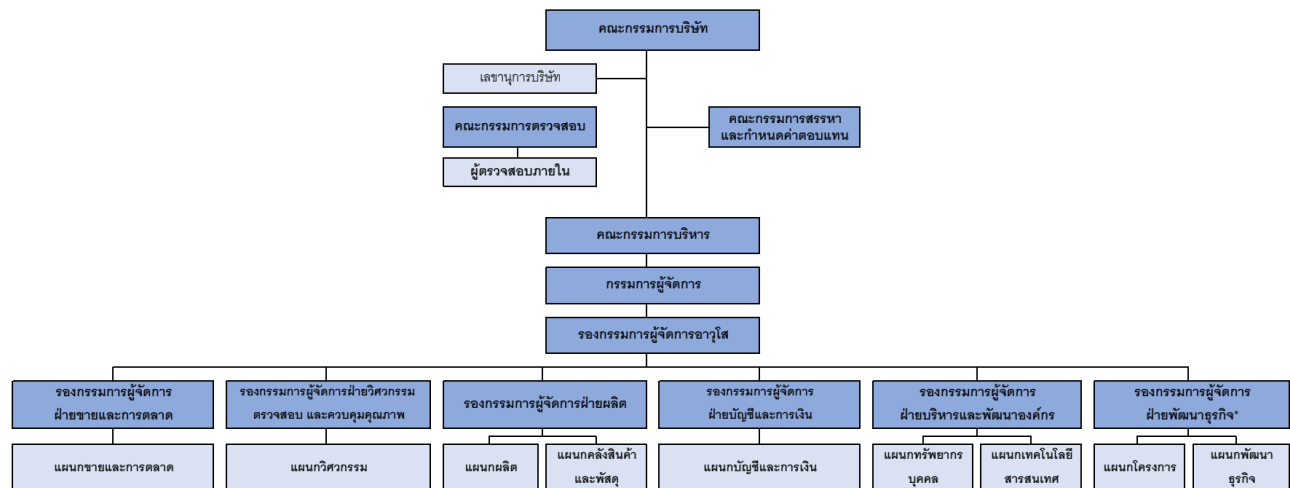 คณะกรรมการบริษัท
เลขานุการบริษัท
คณะกรรมการตรวจสอบ
คณะกรรมการสรรหา
และกำหนดค่าตอบแทน
ผู้ตรวจสอบภายใน
คณะกรรมการบริหาร
กรรมการผู้จัดการ
รองกรรมการผู้จัดการอาวุโส
รองกรรมการผู้จัดการ
ฝ่ายขายและการตลาด
รองกรรมการผู้จัดการฝ่ายวิศวกรรม
ตรวจสอบ และควบคุมคุณภาพ
รองกรรมการผู้จัดการฝ่ายผลิต
รองกรรมการผู้จัดการ
ฝ่ายบัญชีและการเงิน
รองกรรมการผู้จัดการ
ฝ่ายบริหารและพัฒนาองค์กร
รองกรรมการผู้จัดการ
ฝ่ายพัฒนาธุรกิจ*
แผนกขายและการตลาด
แผนกวิศวกรรม
แผนกผลิต
แผนกคลังสินค้า
และพัสดุ
แผนกบัญชีและการเงิน
แผนกทรัพยากร
บุคคล
แผนกเทคโนโลยี
สารสนเทศ
แผนกโครงการ
แผนกพัฒนา
ธุรกิจ